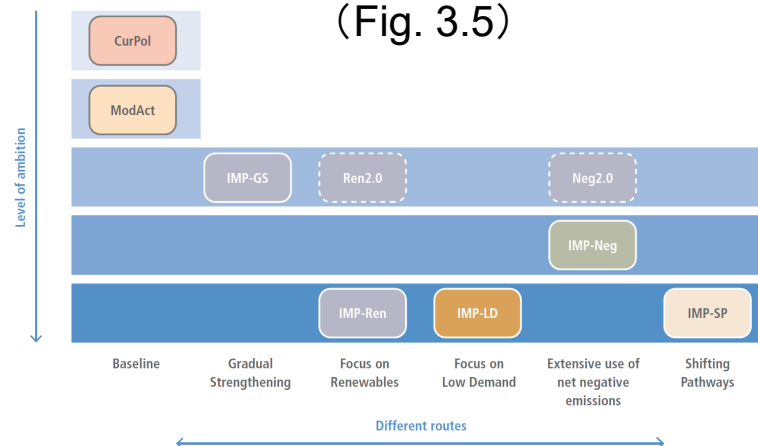 (Fig. 3.5)
CurPol
ModAct
IMP-GS
Ren2.0
Neg2.0
IMP-Neg
IMP-Ren
IMP-LD
IMP-SP
Level of ambition
Baseline
Gradual
Strengthening
Focus on
Renewables
Focus on
Low Demand
Extensive use of
net negative
emissions
Shifting
Pathways
Different routes